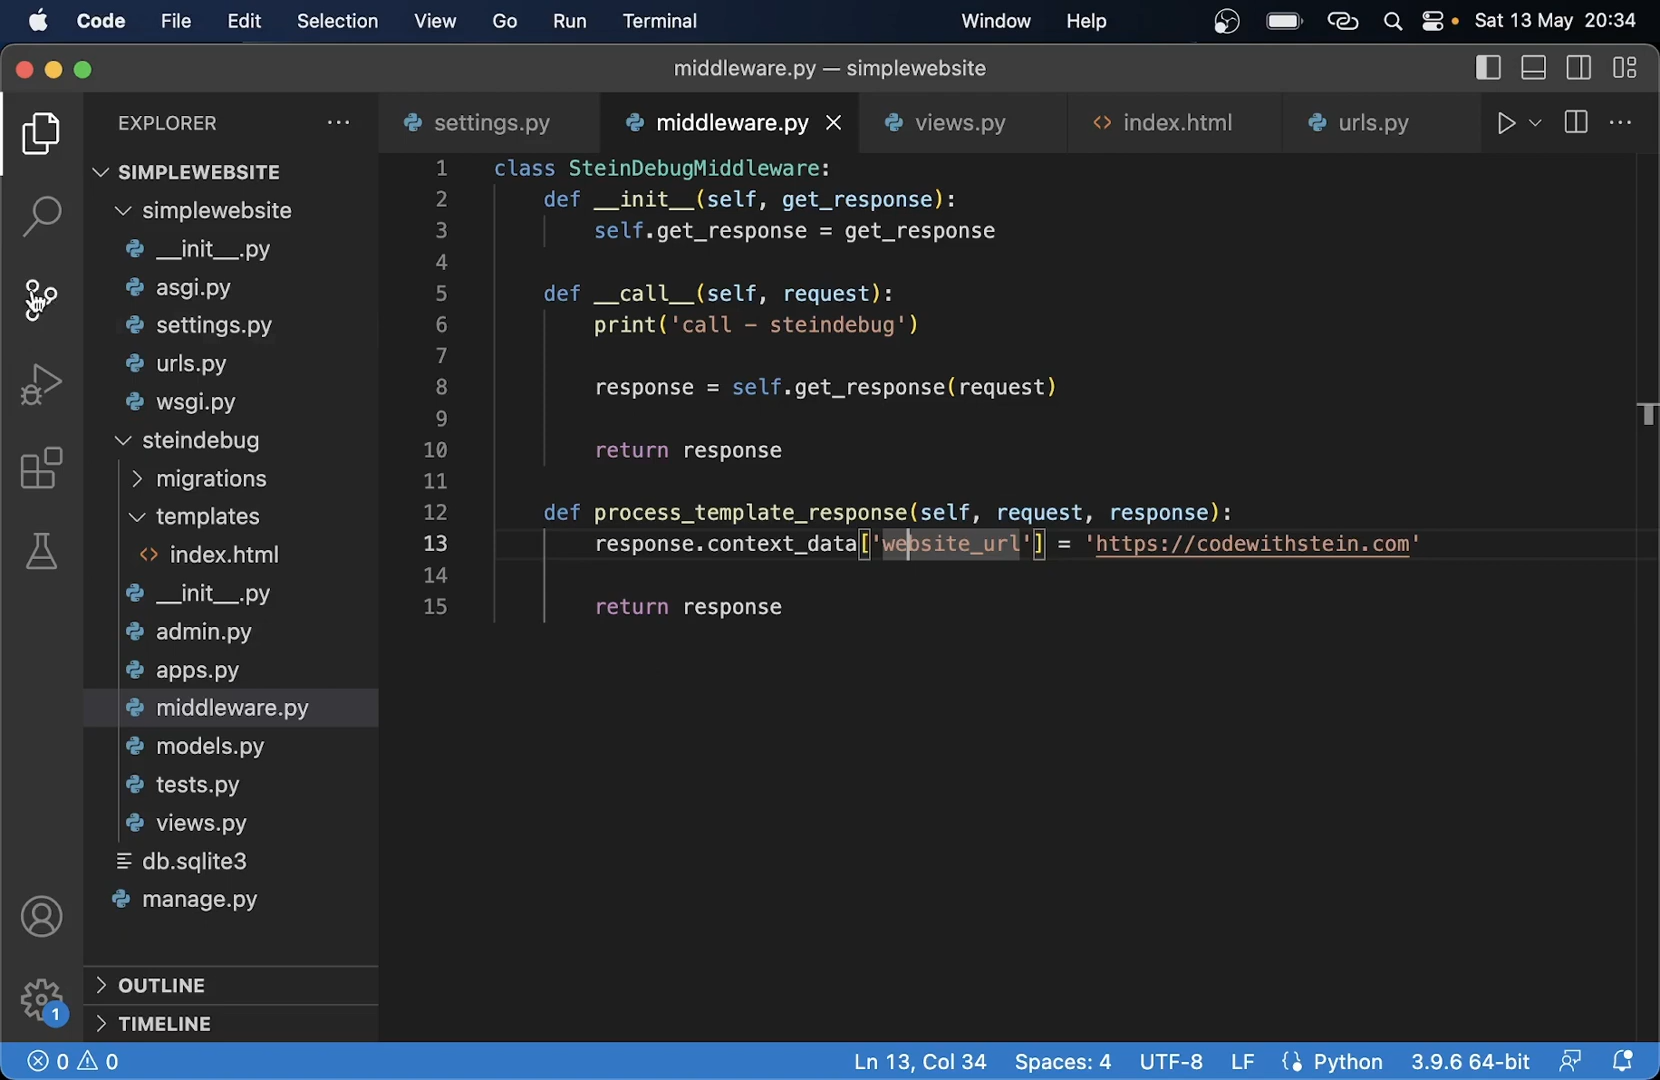 Code File Edit Selection View Go Run Terminal Window Help Sat 13 May 20:34
middleware.py — simplewebsite
EXPLORER
settings.py middleware.py views.py index.html urls.py
SIMPLEWEBSITE
simplewebsite
__init__.py
asgi.py
settings.py
urls.py
wsgi.py
steindebug
migrations
templates
index.html
__init__.py
admin.py
apps.py
middleware.py
models.py
tests.py
views.py
db.sqlite3
manage.py
OUTLINE
TIMELINE
1
1 class SteinDebugMiddleware:
2 def __init__(self, get_response):
3 self.get_response = get_response
4
5 def __call__(self, request):
6 print('call – steindebug')
7
8 response = self.get_response(request)
9
10 return response
11
12 def process_template_response(self, request, response):
13 response.context_data['website_url'] = 'https://codewithstein.com'
14
15 return response
0 0 Ln 13, Col 34 Spaces: 4 UTF-8 LF Python 3.9.6 64-bit